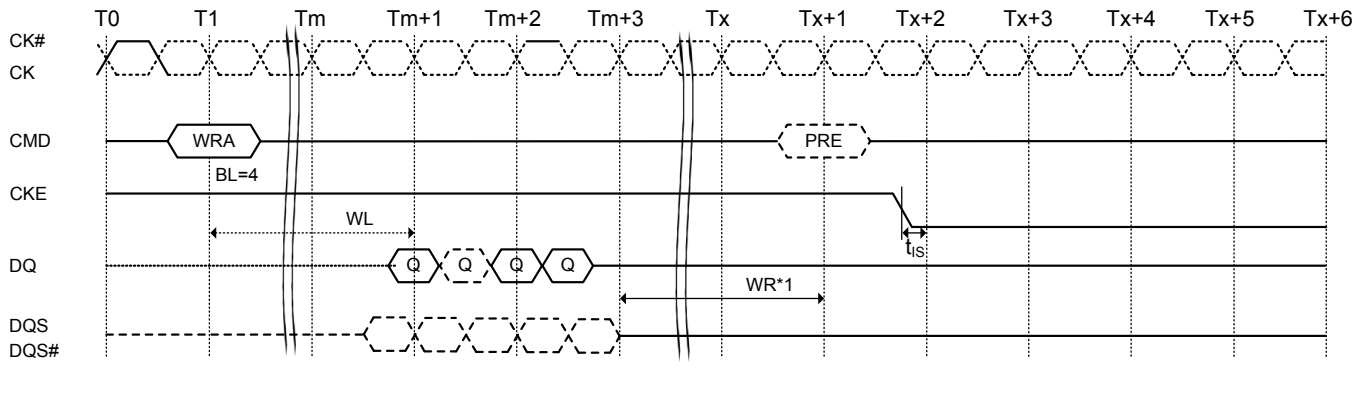 T0 T1 Tm Tm+1 Tm+2 Tm+3 Tx Tx+1 Tx+2 Tx+3 Tx+4 Tx+5 Tx+6
CK#
CK
CMD WRA PRE
BL=4
CKE
WL
tIS
DQ Q Q Q Q
WR*1
DQS
DQS#